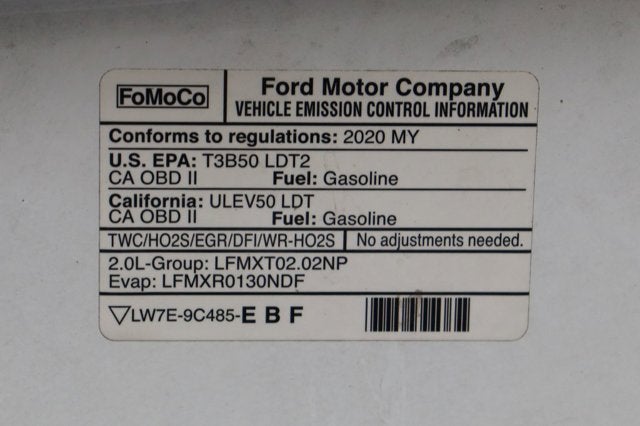 FoMoCo
Ford Motor Company
VEHICLE EMISSION CONTROL INFORMATION
Conforms to regulations: 2020 MY
U.S. EPA: T3B50 LDT2
CA OBD II Fuel: Gasoline
California: ULEV50 LDT
CA OBD II Fuel: Gasoline
TWC/HO2S/EGR/DFI/WR-HO2S No adjustments needed.
2.0L-Group: LFMXT02.02NP
Evap: LFMXR0130NDF
▽LW7E-9C485-E B F